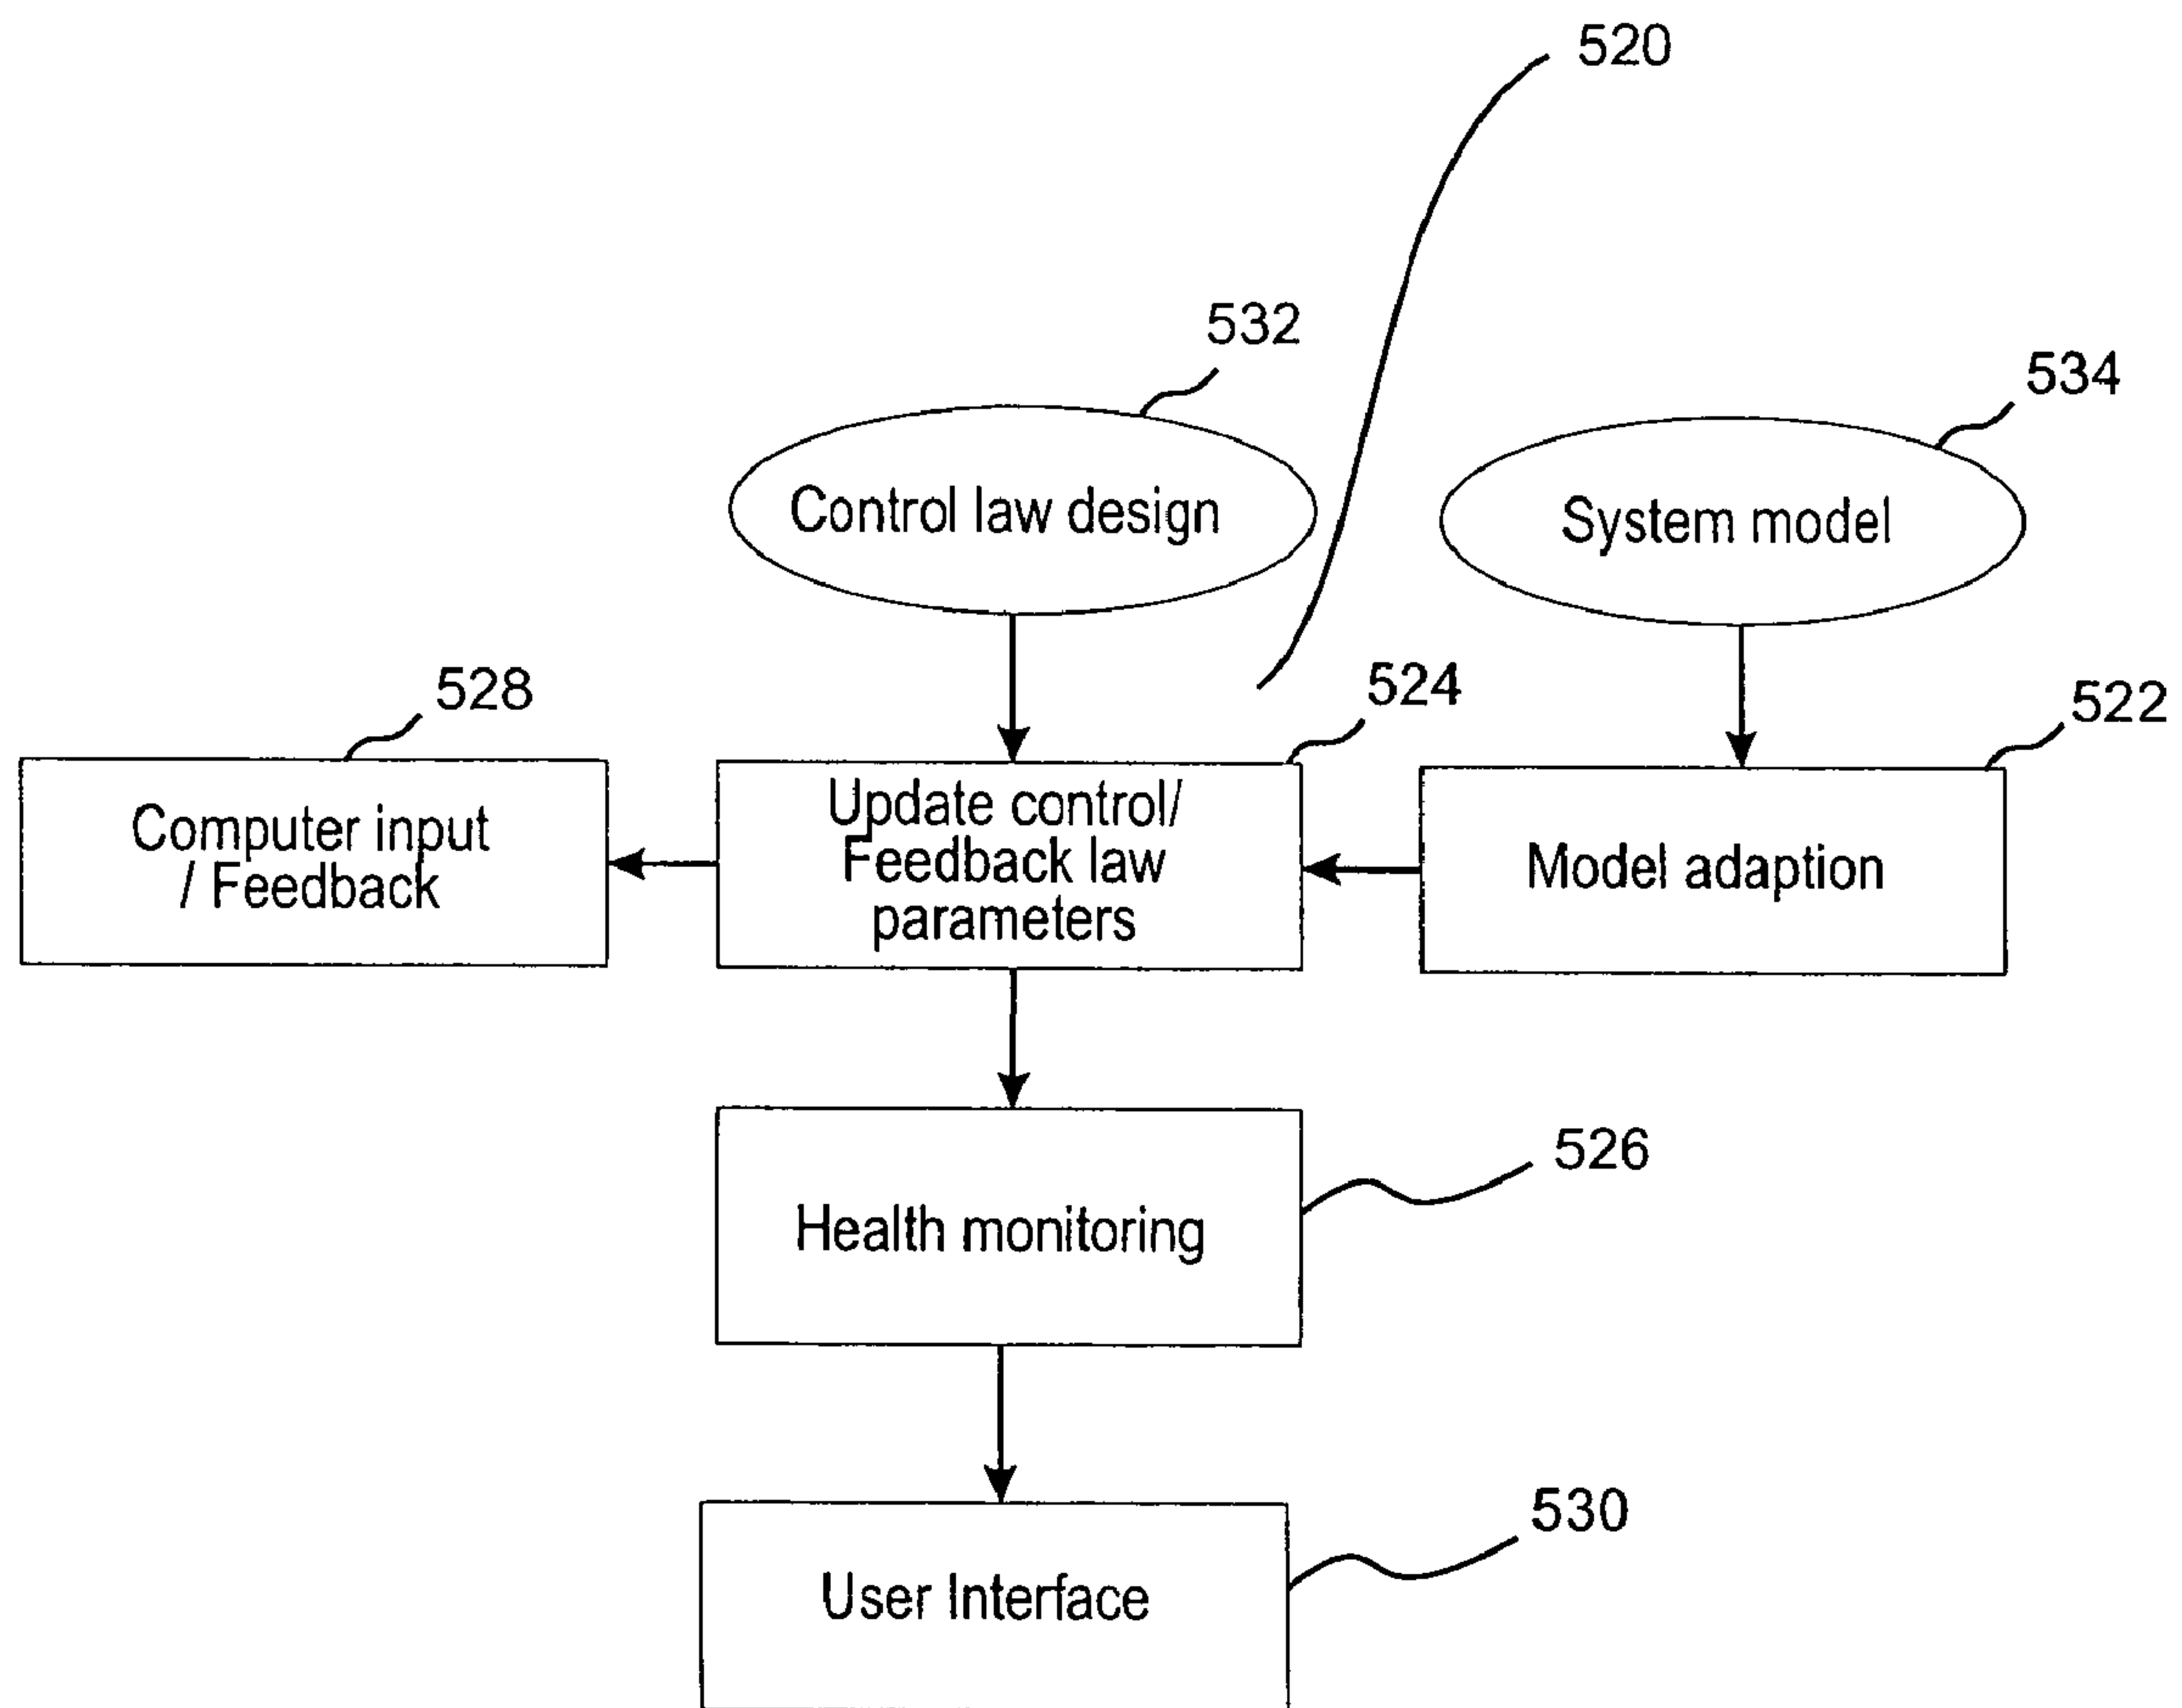 520
532
534
Control law design
System model
528
524
522
Computer input
/ Feedback
Update control/
Feedback law
parameters
Model adaption
526
Health monitoring
530
User Interface